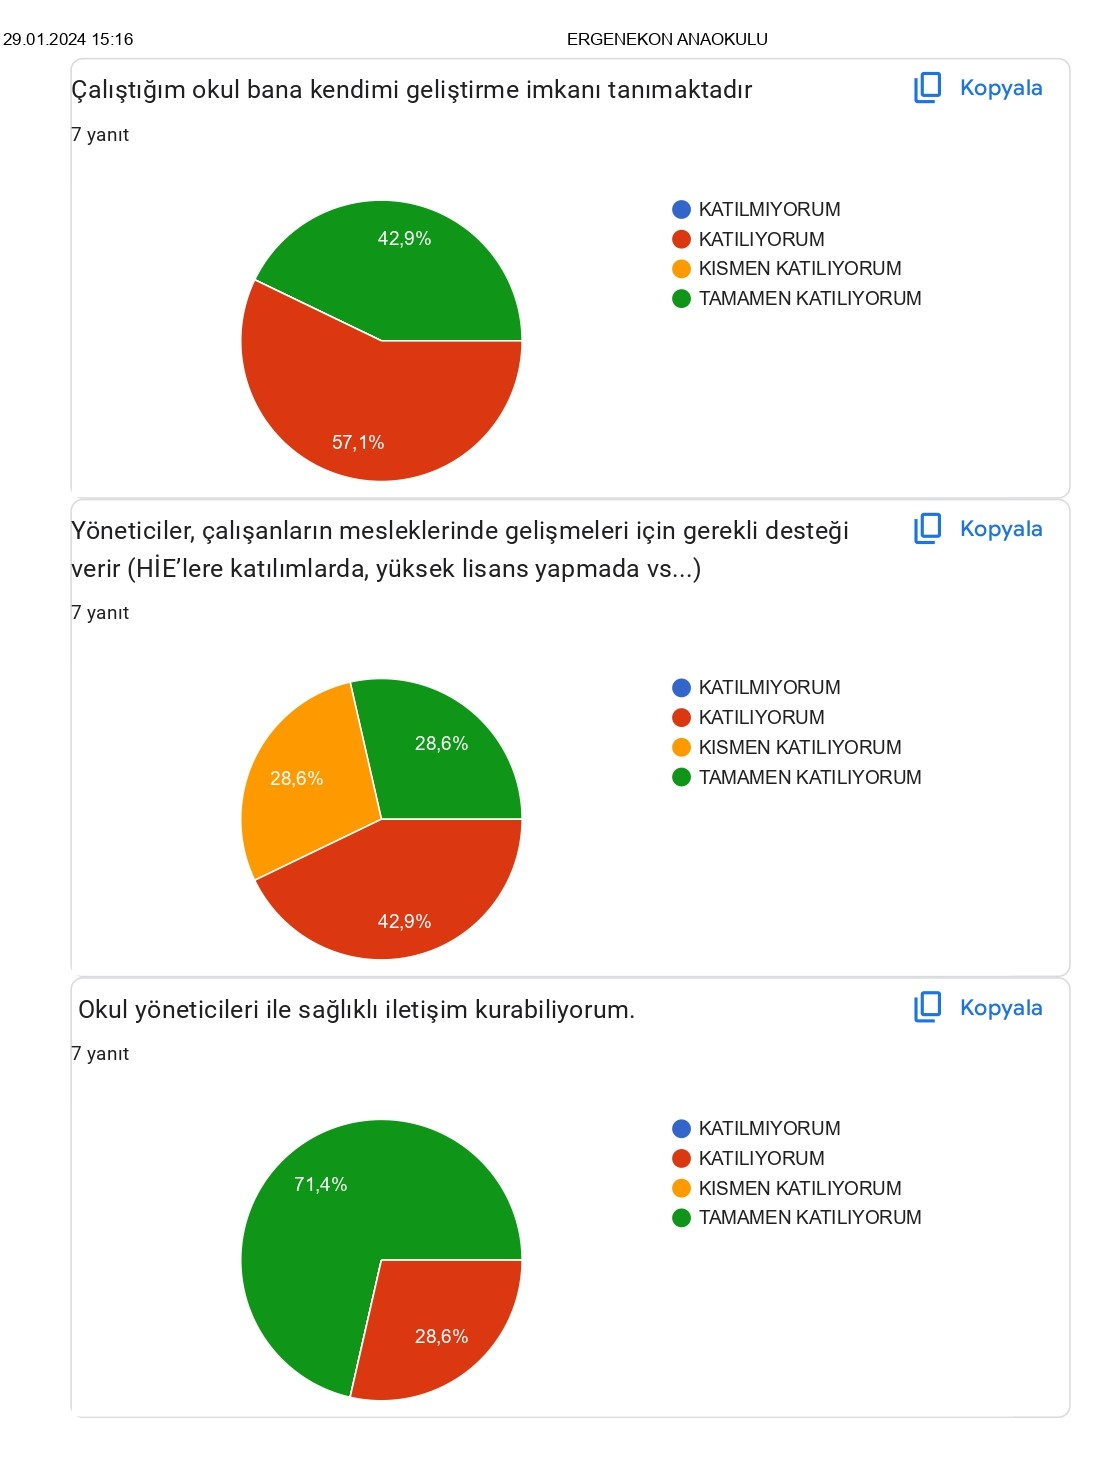 29.01.2024 15:16
ERGENEKON ANAOKULU
Çalıştığım okul bana kendimi geliştirme imkanı tanımaktadır
Kopyala
7 yanıt
42,9%
57,1%
KATILMIYORUM
KATILIYORUM
KISMEN KATILIYORUM
TAMAMEN KATILIYORUM
Yöneticiler, çalışanların mesleklerinde gelişmeleri için gerekli desteği
verir (HİE’lere katılımlarda, yüksek lisans yapmada vs...)
Kopyala
7 yanıt
28,6%
28,6%
42,9%
KATILMIYORUM
KATILIYORUM
KISMEN KATILIYORUM
TAMAMEN KATILIYORUM
Okul yöneticileri ile sağlıklı iletişim kurabiliyorum.
Kopyala
7 yanıt
71,4%
28,6%
KATILMIYORUM
KATILIYORUM
KISMEN KATILIYORUM
TAMAMEN KATILIYORUM